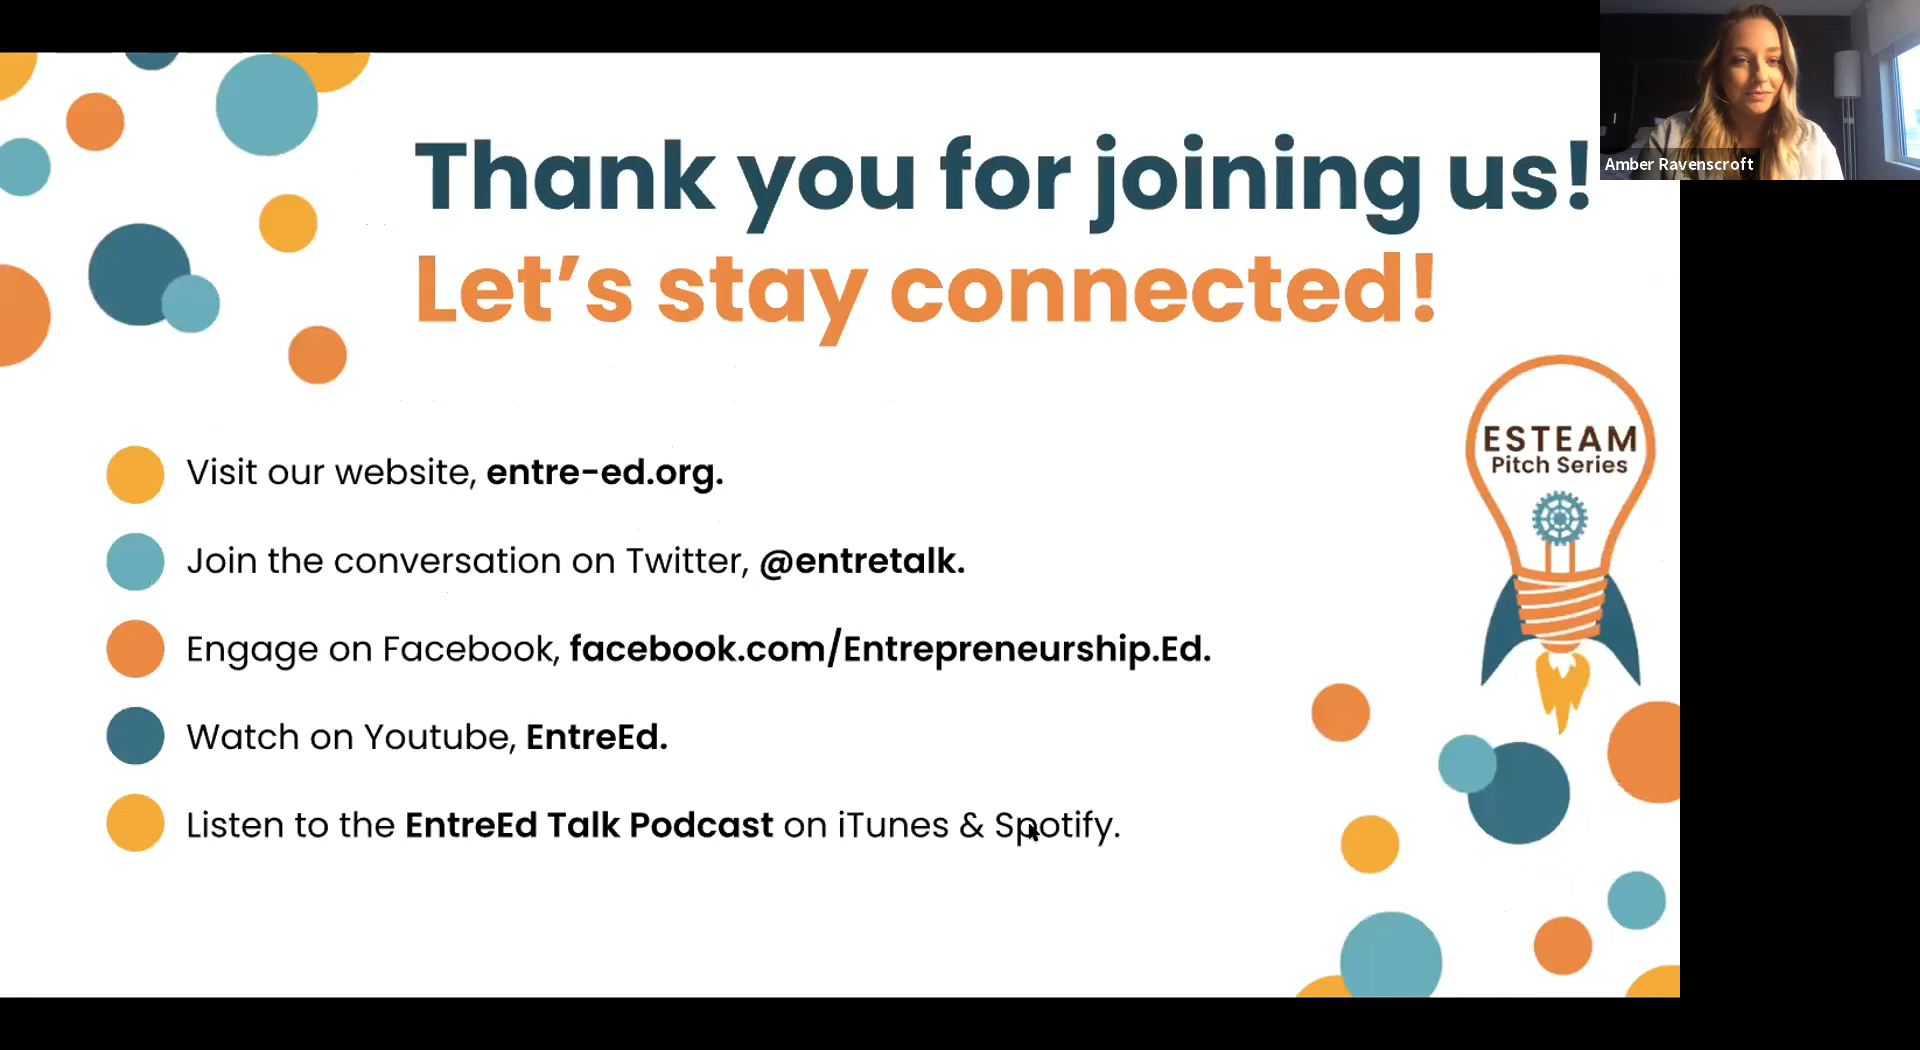 Thank you for joining us!
Let’s stay connected!
Amber Ravenscroft
ESTEAM
Pitch Series
Visit our website, entre-ed.org.
Join the conversation on Twitter, @entretalk.
Engage on Facebook, facebook.com/Entrepreneurship.Ed.
Watch on Youtube, EntreEd.
Listen to the EntreEd Talk Podcast on iTunes & Spotify.